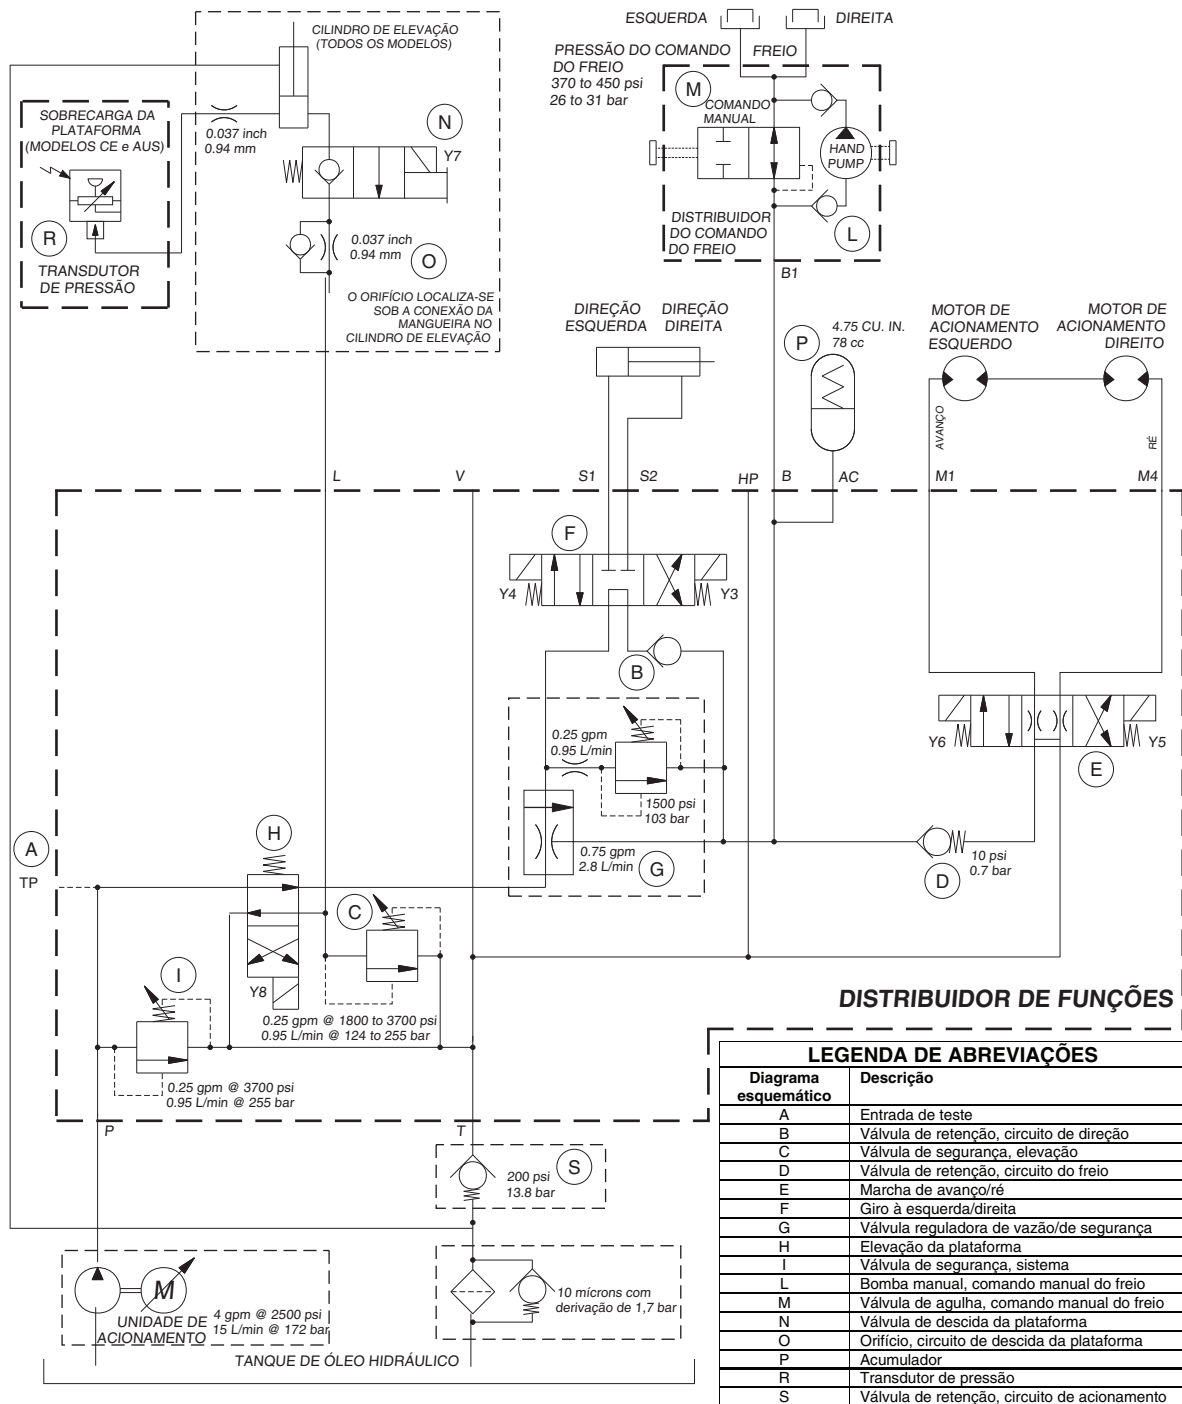 ESQUERDA
DIREITA
FREIO
PRESSÃO DO COMANDO
DO FREIO
370 to 450 psi
26 to 31 bar
CILINDRO DE ELEVAÇÃO
(TODOS OS MODELOS)
SOBRECARGA DA
PLATAFORMA
(MODELOS CE e AUS)
0.037 inch
0.94 mm
N
Y7
M
COMANDO
MANUAL
HAND
PUMP
R
TRANSDUTOR
DE PRESSÃO
0.037 inch
0.94 mm
O
DISTRIBUIDOR
DO COMANDO
DO FREIO
L
B1
O ORIFÍCIO LOCALIZA-SE
SOB A CONEXÃO DA
MANGUEIRA NO
CILINDRO DE ELEVAÇÃO
DIREÇÃO
ESQUERDA
DIREÇÃO
DIREITA
P
4.75 CU. IN.
78 cc
MOTOR DE
ACIONAMENTO
ESQUERDO
MOTOR DE
ACIONAMENTO
DIREITO
AVANÇO
RÉ
L
V
S1
S2
HP
B
AC
M1
M4
F
Y4
Y3
B
0.25 gpm
0.95 L/min
Y6
Y5
E
1500 psi
103 bar
H
A
TP
0.75 gpm
2.8 L/min
G
10 psi
0.7 bar
D
C
I
Y8
0.25 gpm @ 1800 to 3700 psi
0.95 L/min @ 124 to 255 bar
0.25 gpm @ 3700 psi
0.95 L/min @ 255 bar
DISTRIBUIDOR DE FUNÇÕES
P
T
200 psi
13.8 bar
S
M
UNIDADE DE
ACIONAMENTO
4 gpm @ 2500 psi
15 L/min @ 172 bar
10 mícrons com
derivação de 1,7 bar
TANQUE DE ÓLEO HIDRÁULICO
LEGENDA DE ABREVIAÇÕES
Diagrama esquemático Descrição
A Entrada de teste
B Válvula de retenção, circuito de direção
C Válvula de segurança, elevação
D Válvula de retenção, circuito do freio
E Marcha de avanço/ré
F Giro à esquerda/direita
G Válvula reguladora de vazão/de segurança
H Elevação da plataforma
I Válvula de segurança, sistema
L Bomba manual, comando manual do freio
M Válvula de agulha, comando manual do freio
N Válvula de descida da plataforma
O Orifício, circuito de descida da plataforma
P Acumulador
R Transdutor de pressão
S Válvula de retenção, circuito de acionamento